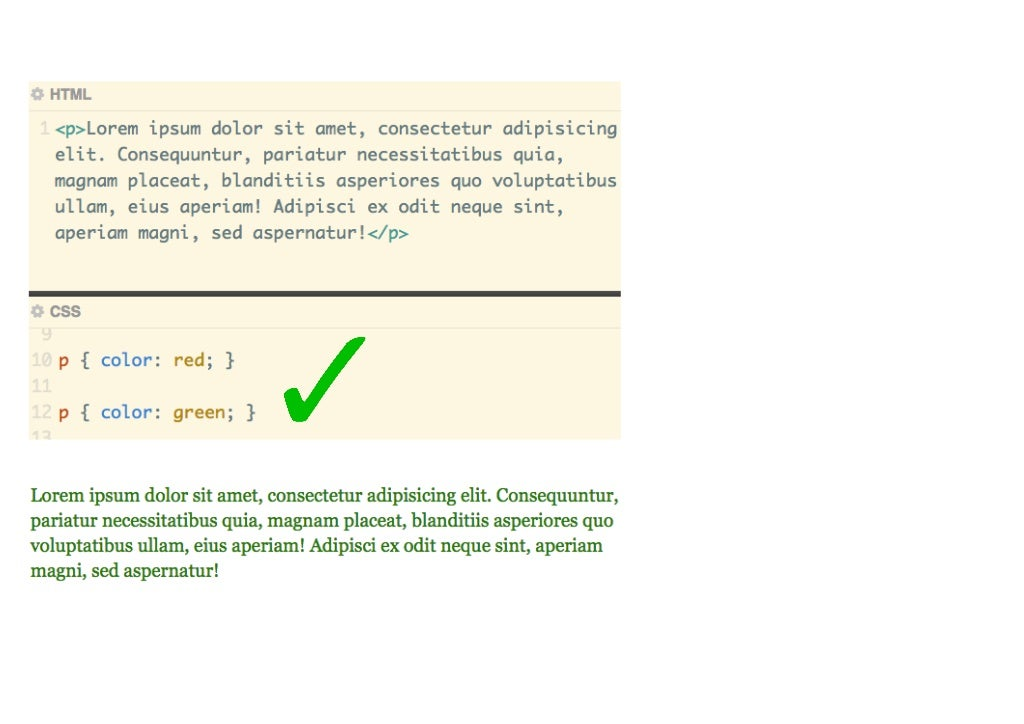 HTML
1 <p>Lorem ipsum dolor sit amet, consectetur adipisicing
elit. Consequuntur, pariatur necessitatibus quia,
magnam placeat, blanditiis asperiores quo voluptatibus
ullam, eius aperiam! Adipisci ex odit neque sint,
aperiam magni, sed aspernatur!</p>
CSS
9
10 p { color: red; }
11
12 p { color: green; }
13
Lorem ipsum dolor sit amet, consectetur adipisicing elit. Consequuntur,
pariatur necessitatibus quia, magnam placeat, blanditiis asperiores quo
voluptatibus ullam, eius aperiam! Adipisci ex odit neque sint, aperiam
magni, sed aspernatur!